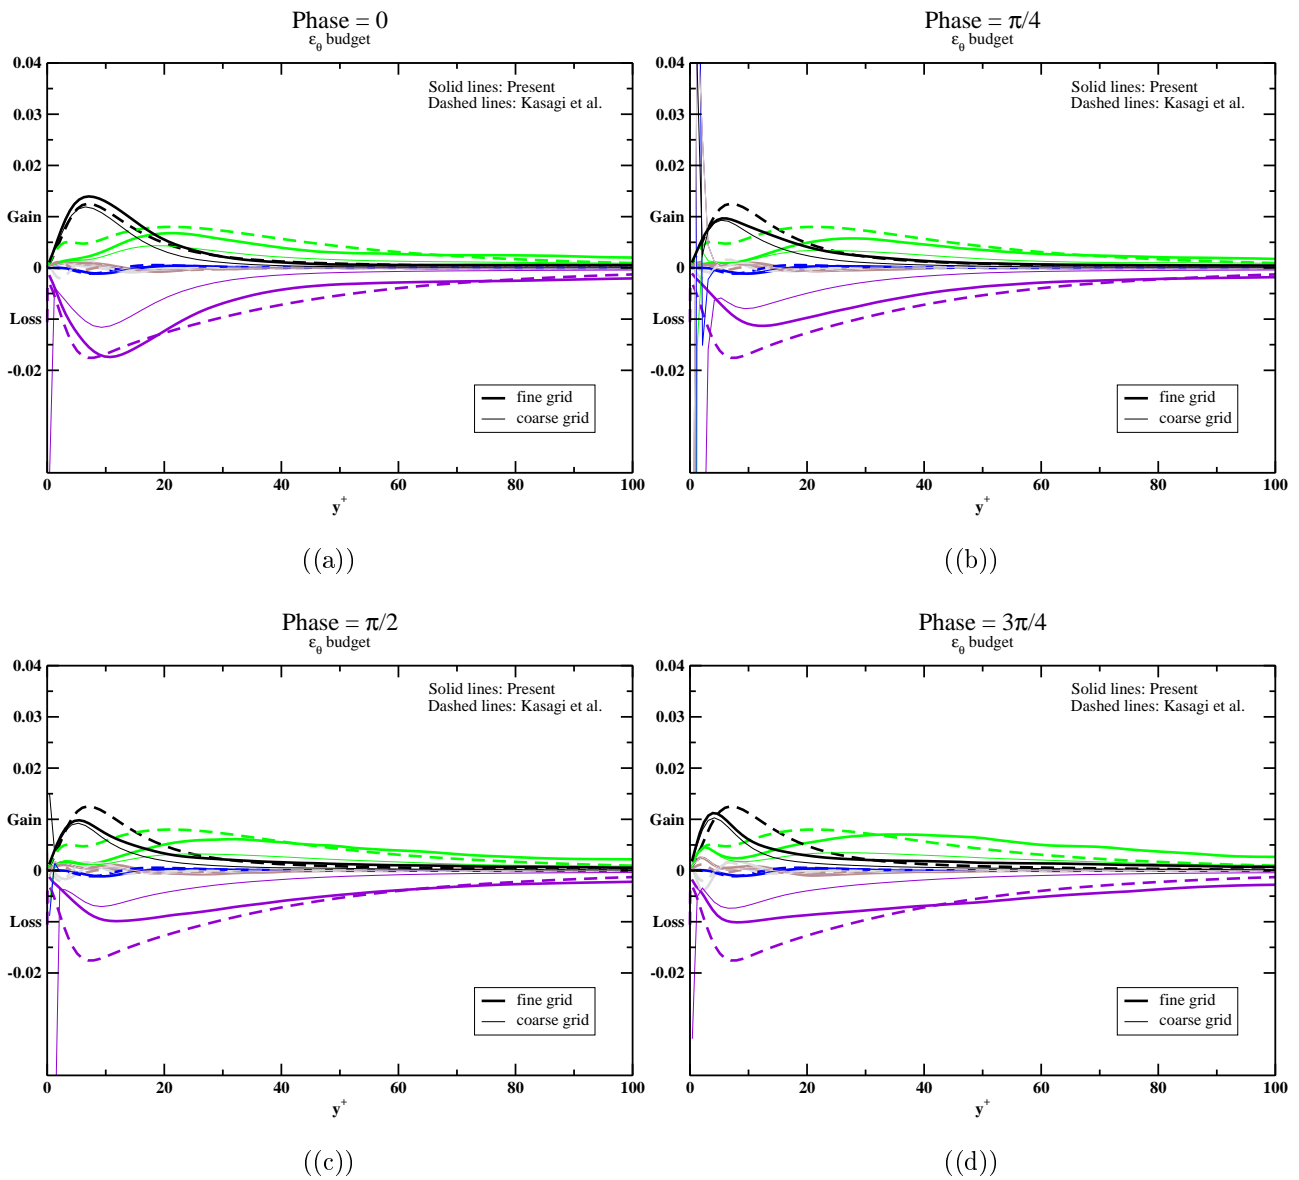 Phase = 0
ε_θ budget
0.04
0.03
0.02
Gain
0
Loss
-0.02
Solid lines: Present
Dashed lines: Kasagi et al.
fine grid
coarse grid
0 20 40 60 80 100
y^+
((a))
Phase = π/4
ε_θ budget
0.04
0.03
0.02
Gain
0
Loss
-0.02
Solid lines: Present
Dashed lines: Kasagi et al.
fine grid
coarse grid
0 20 40 60 80 100
y^+
((b))
Phase = π/2
ε_θ budget
0.04
0.03
0.02
Gain
0
Loss
-0.02
Solid lines: Present
Dashed lines: Kasagi et al.
fine grid
coarse grid
0 20 40 60 80 100
y^+
((c))
Phase = 3π/4
ε_θ budget
0.04
0.03
0.02
Gain
0
Loss
-0.02
Solid lines: Present
Dashed lines: Kasagi et al.
fine grid
coarse grid
0 20 40 60 80 100
y^+
((d))